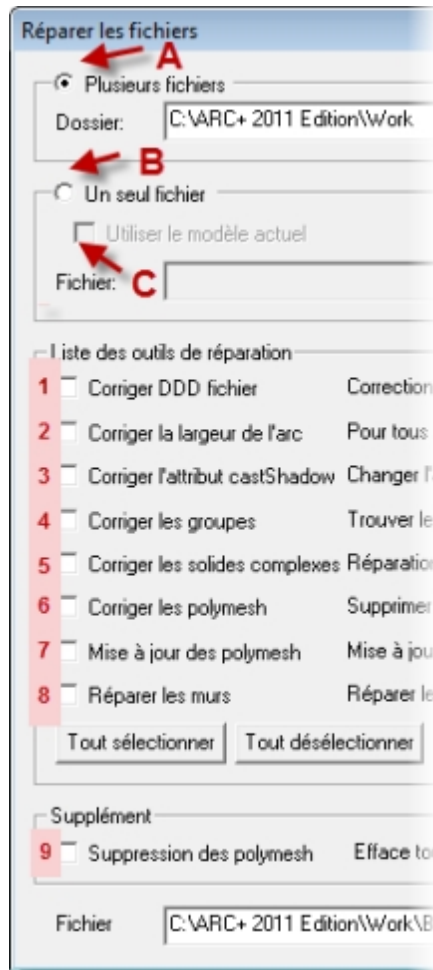 Réparer les fichiers
A
Plusieurs fichiers
Dossier: C:\ARC+ 2011 Edition\Work
B
Un seul fichier
Utiliser le modèle actuel
C
Fichier:
Liste des outils de réparation
1 Corriger DDD fichier Correction
2 Corriger la largeur de l'arc Pour tous
3 Corriger l'attribut castShadow Changer l'
4 Corriger les groupes Trouver le
5 Corriger les solides complexes Réparation
6 Corriger les polymesh Supprimer
7 Mise à jour des polymesh Mise à jou
8 Réparer les murs Réparer le
Tout sélectionner Tout désélectionner
Supplément
9 Suppression des polymesh Efface to
Fichier C:\ARC+ 2011 Edition\Work\B